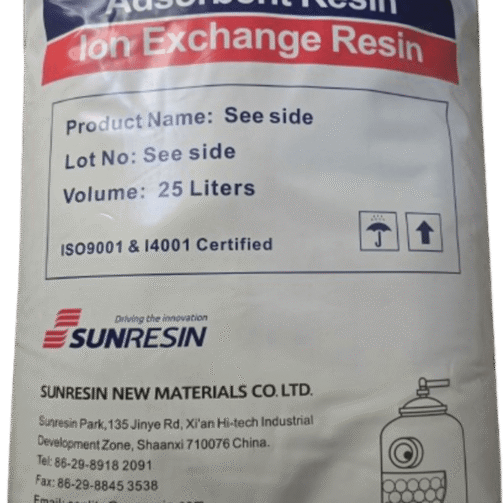 Adsorbent Resin
Ion Exchange Resin
Product Name: See side
Lot No: See side
Volume: 25 Liters
ISO9001 & I4001 Certified
Driving the innovation
SUNRESIN
SUNRESIN NEW MATERIALS CO. LTD.
Sunresin Park, 135 Jinye Rd, Xi'an Hi-tech Industrial
Development Zone, Shaanxi 710076 China.
Tel: 86-29-8918 2091
Fax: 86-29-8845 3538